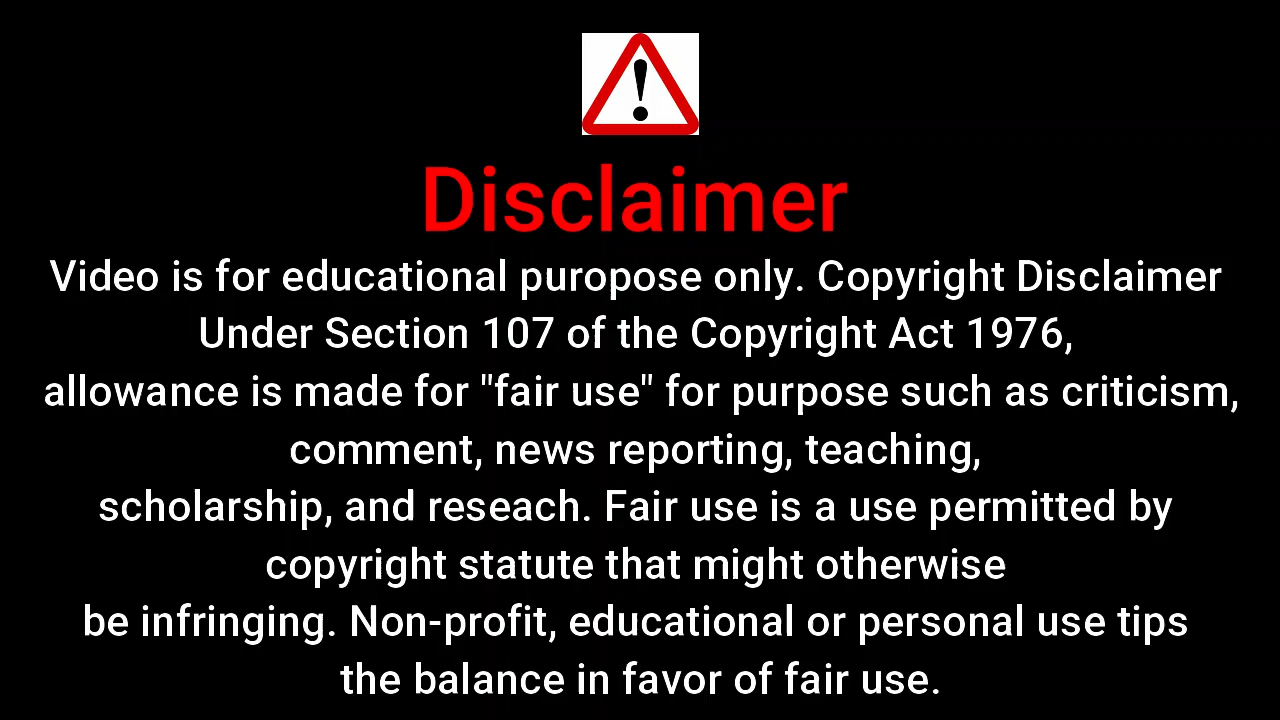 Disclaimer
Video is for educational puropose only. Copyright Disclaimer
Under Section 107 of the Copyright Act 1976,
allowance is made for "fair use" for purpose such as criticism,
comment, news reporting, teaching,
scholarship, and reseach. Fair use is a use permitted by
copyright statute that might otherwise
be infringing. Non-profit, educational or personal use tips
the balance in favor of fair use.